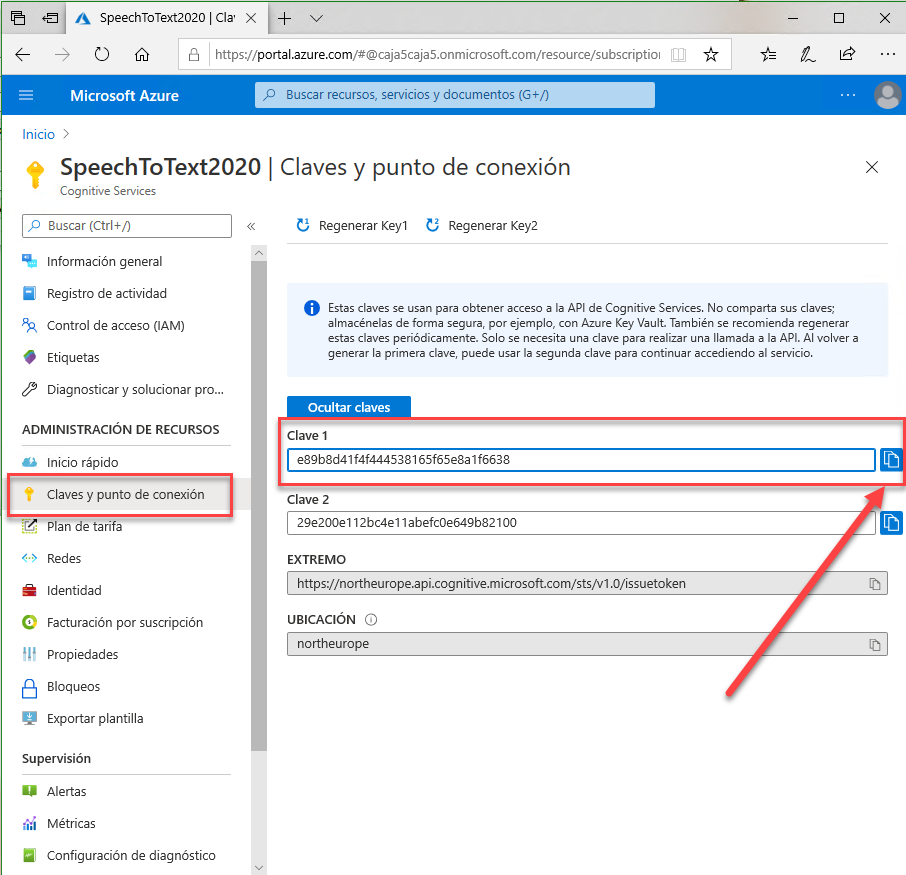 SpeechToText2020 | Clav
https://portal.azure.com/#@caja5caja5.onmicrosoft.com/resource/subscription
Microsoft Azure
Buscar recursos, servicios y documentos (G+/)
Inicio
SpeechToText2020 | Claves y punto de conexión
Cognitive Services
Buscar (Ctrl+/)
Regenerar Key1
Regenerar Key2
Información general
Registro de actividad
Control de acceso (IAM)
Etiquetas
Diagnosticar y solucionar pro...
ADMINISTRACIÓN DE RECURSOS
Inicio rápido
Claves y punto de conexión
Plan de tarifa
Redes
Identidad
Facturación por suscripción
Propiedades
Bloqueos
Exportar plantilla
Supervisión
Alertas
Métricas
Configuración de diagnóstico
Estas claves se usan para obtener acceso a la API de Cognitive Services. No comparta sus claves;
almacénelas de forma segura, por ejemplo, con Azure Key Vault. También se recomienda regenerar
estas claves periódicamente. Solo se necesita una clave para realizar una llamada a la API. Al volver a
generar la primera clave, puede usar la segunda clave para continuar accediendo al servicio.
Ocultar claves
Clave 1
e89b8d41f4f444538165f65e8a1f6638
Clave 2
29e200e112bc4e11abefc0e649b82100
EXTREMO
https://northeurope.api.cognitive.microsoft.com/sts/v1.0/issuetoken
UBICACIÓN
northeurope